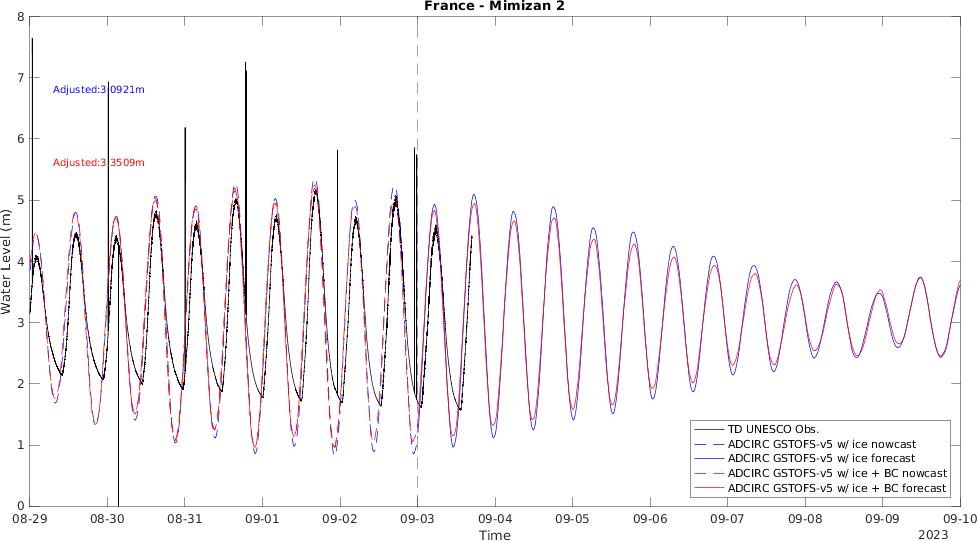 France - Mimizan 2
8
7
6
5
4
3
2
1
0
Water Level (m)
Adjusted:3.0921m
Adjusted:3.3509m
TD UNESCO Obs.
ADCIRC GSTOFS-v5 w/ ice nowcast
ADCIRC GSTOFS-v5 w/ ice forecast
ADCIRC GSTOFS-v5 w/ ice + BC nowcast
ADCIRC GSTOFS-v5 w/ ice + BC forecast
08-29 08-30 08-31 09-01 09-02 09-03 09-04 09-05 09-06 09-07 09-08 09-09 09-10
Time
2023